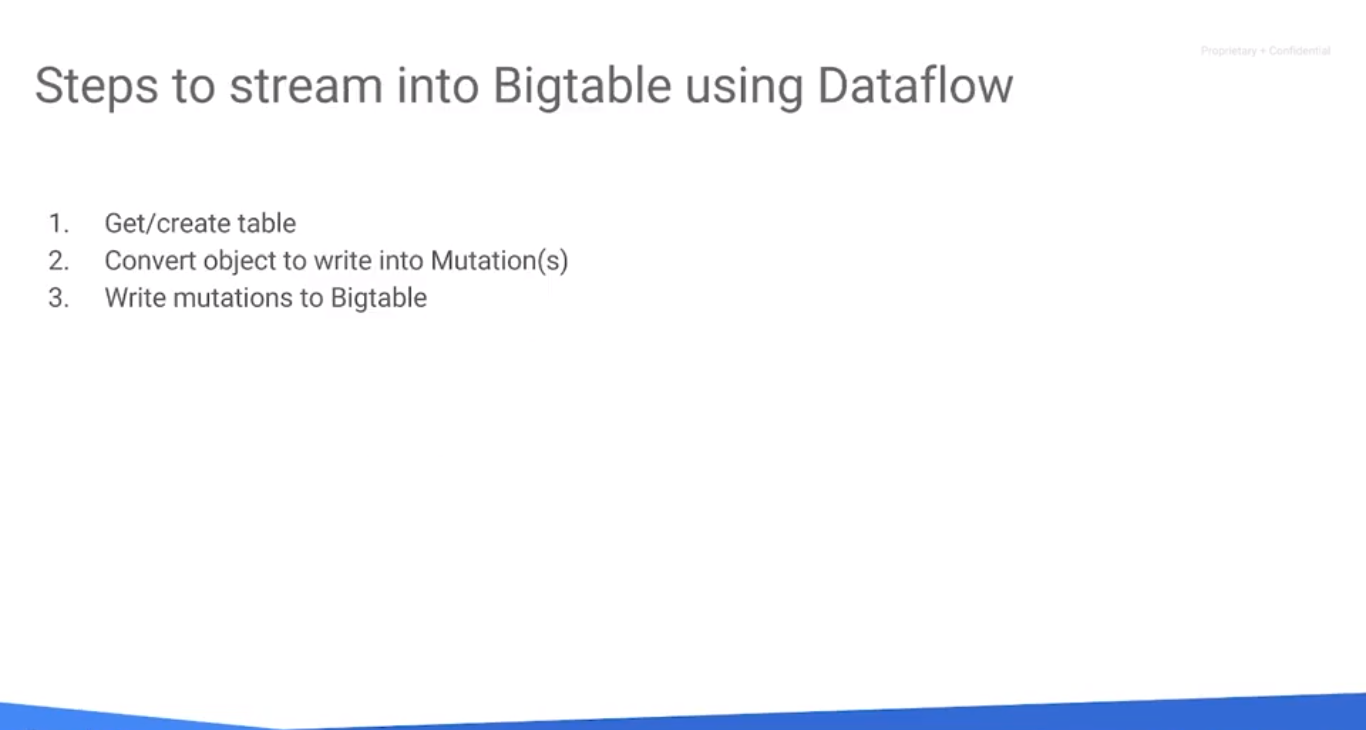 Proprietary + Confidential
Steps to stream into Bigtable using Dataflow
1. Get/create table
2. Convert object to write into Mutation(s)
3. Write mutations to Bigtable